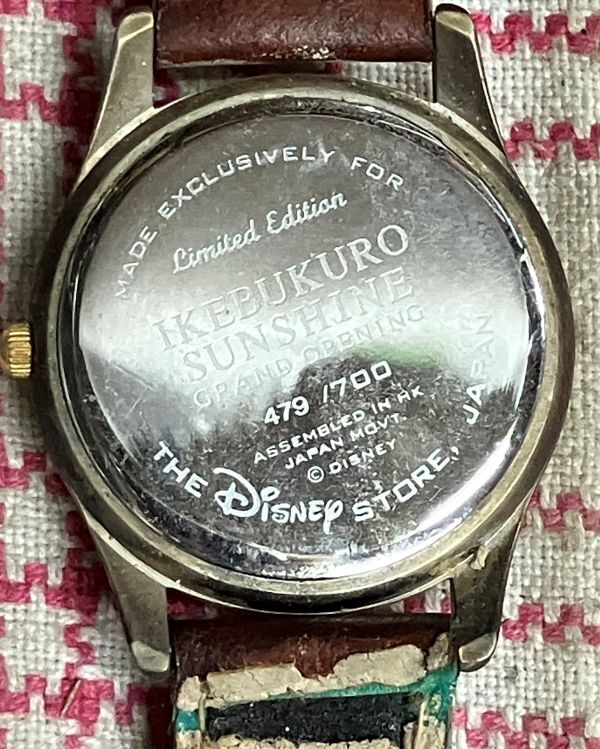 MADE EXCLUSIVELY FOR
Limited Edition
IKEBUKURO
SUNSHINE
GRAND OPENING
479 /700
ASSEMBLED IN HK
JAPAN MOVT.
© DISNEY
THE Disney STORE, JAPAN